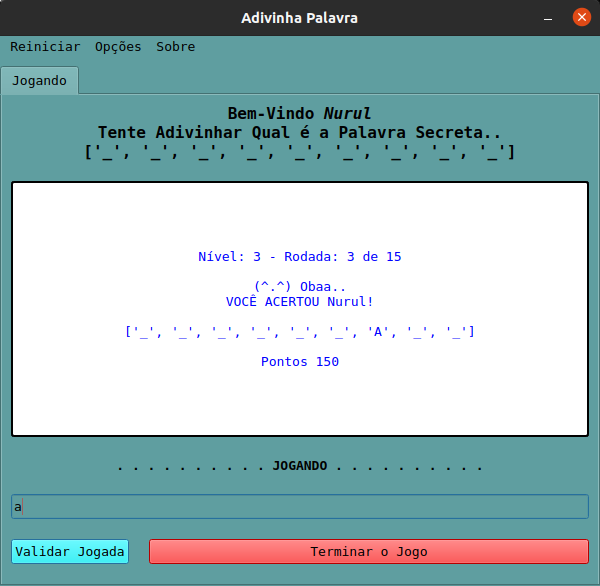 Adivinha Palavra
Reiniciar Opções Sobre
Jogando
Bem-Vindo Nurul
Tente Adivinhar Qual é a Palavra Secreta..
['_', '_', '_', '_', '_', '_', '_', '_', '_']
Nível: 3 - Rodada: 3 de 15
(^.^) Obaa..
VOCÊ ACERTOU Nurul!
['_', '_', '_', '_', '_', '_', 'A', '_', '_']
Pontos 150
. . . . . . . . . . JOGANDO . . . . . . . . . .
a
Validar Jogada
Terminar o Jogo